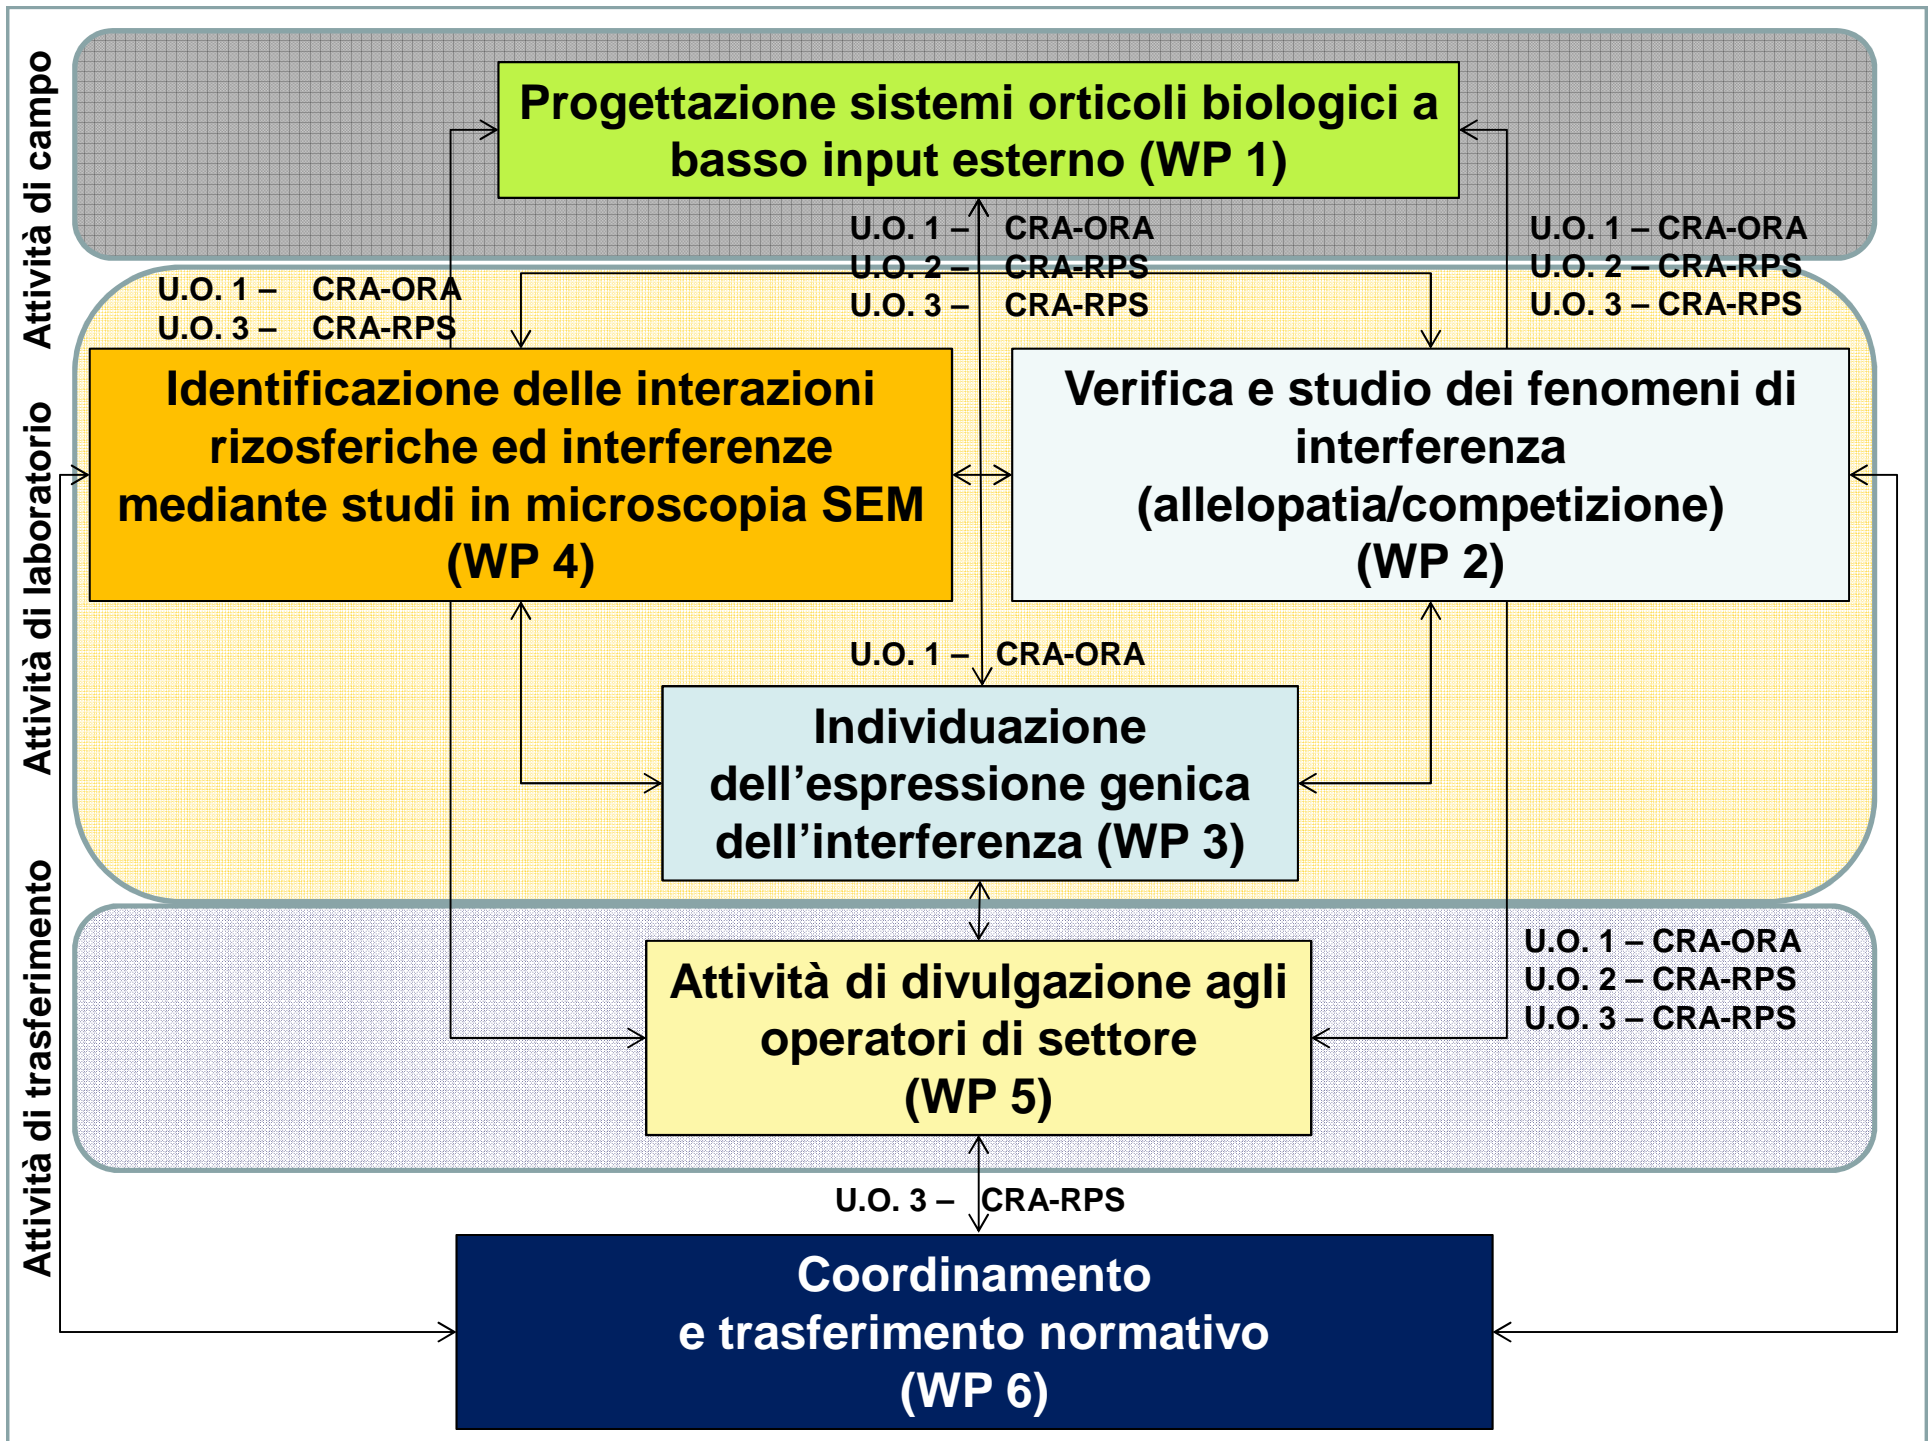 Attività di campo
Progettazione sistemi orticoli biologici a
basso input esterno (WP 1)
U.O. 1 – CRA-ORA
U.O. 2 – CRA-RPS
U.O. 3 – CRA-RPS
U.O. 1 – CRA-ORA
U.O. 2 – CRA-RPS
U.O. 3 – CRA-RPS
U.O. 1 – CRA-ORA
U.O. 3 – CRA-RPS
Attività di laboratorio
Identificazione delle interazioni
rizosferiche ed interferenze
mediante studi in microscopia SEM
(WP 4)
Verifica e studio dei fenomeni di
interferenza
(allelopatia/competizione)
(WP 2)
U.O. 1 – CRA-ORA
Individuazione
dell’espressione genica
dell’interferenza (WP 3)
Attività di trasferimento
Attività di divulgazione agli
operatori di settore
(WP 5)
U.O. 1 – CRA-ORA
U.O. 2 – CRA-RPS
U.O. 3 – CRA-RPS
U.O. 3 – CRA-RPS
Coordinamento
e trasferimento normativo
(WP 6)